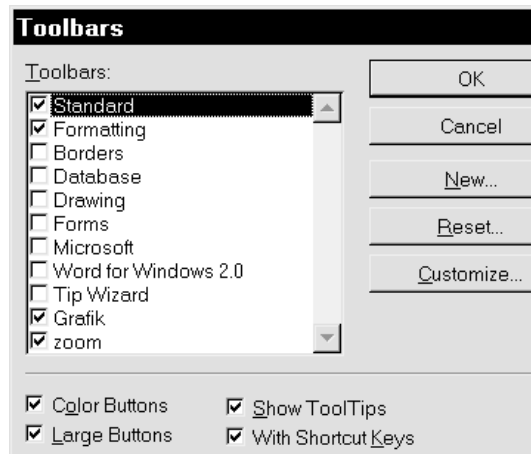 Toolbars
Toolbars:
Standard
Formatting
Borders
Database
Drawing
Forms
Microsoft
Word for Windows 2.0
Tip Wizard
Grafik
zoom
OK
Cancel
New...
Reset...
Customize...
Color Buttons
Large Buttons
Show ToolTips
With Shortcut Keys